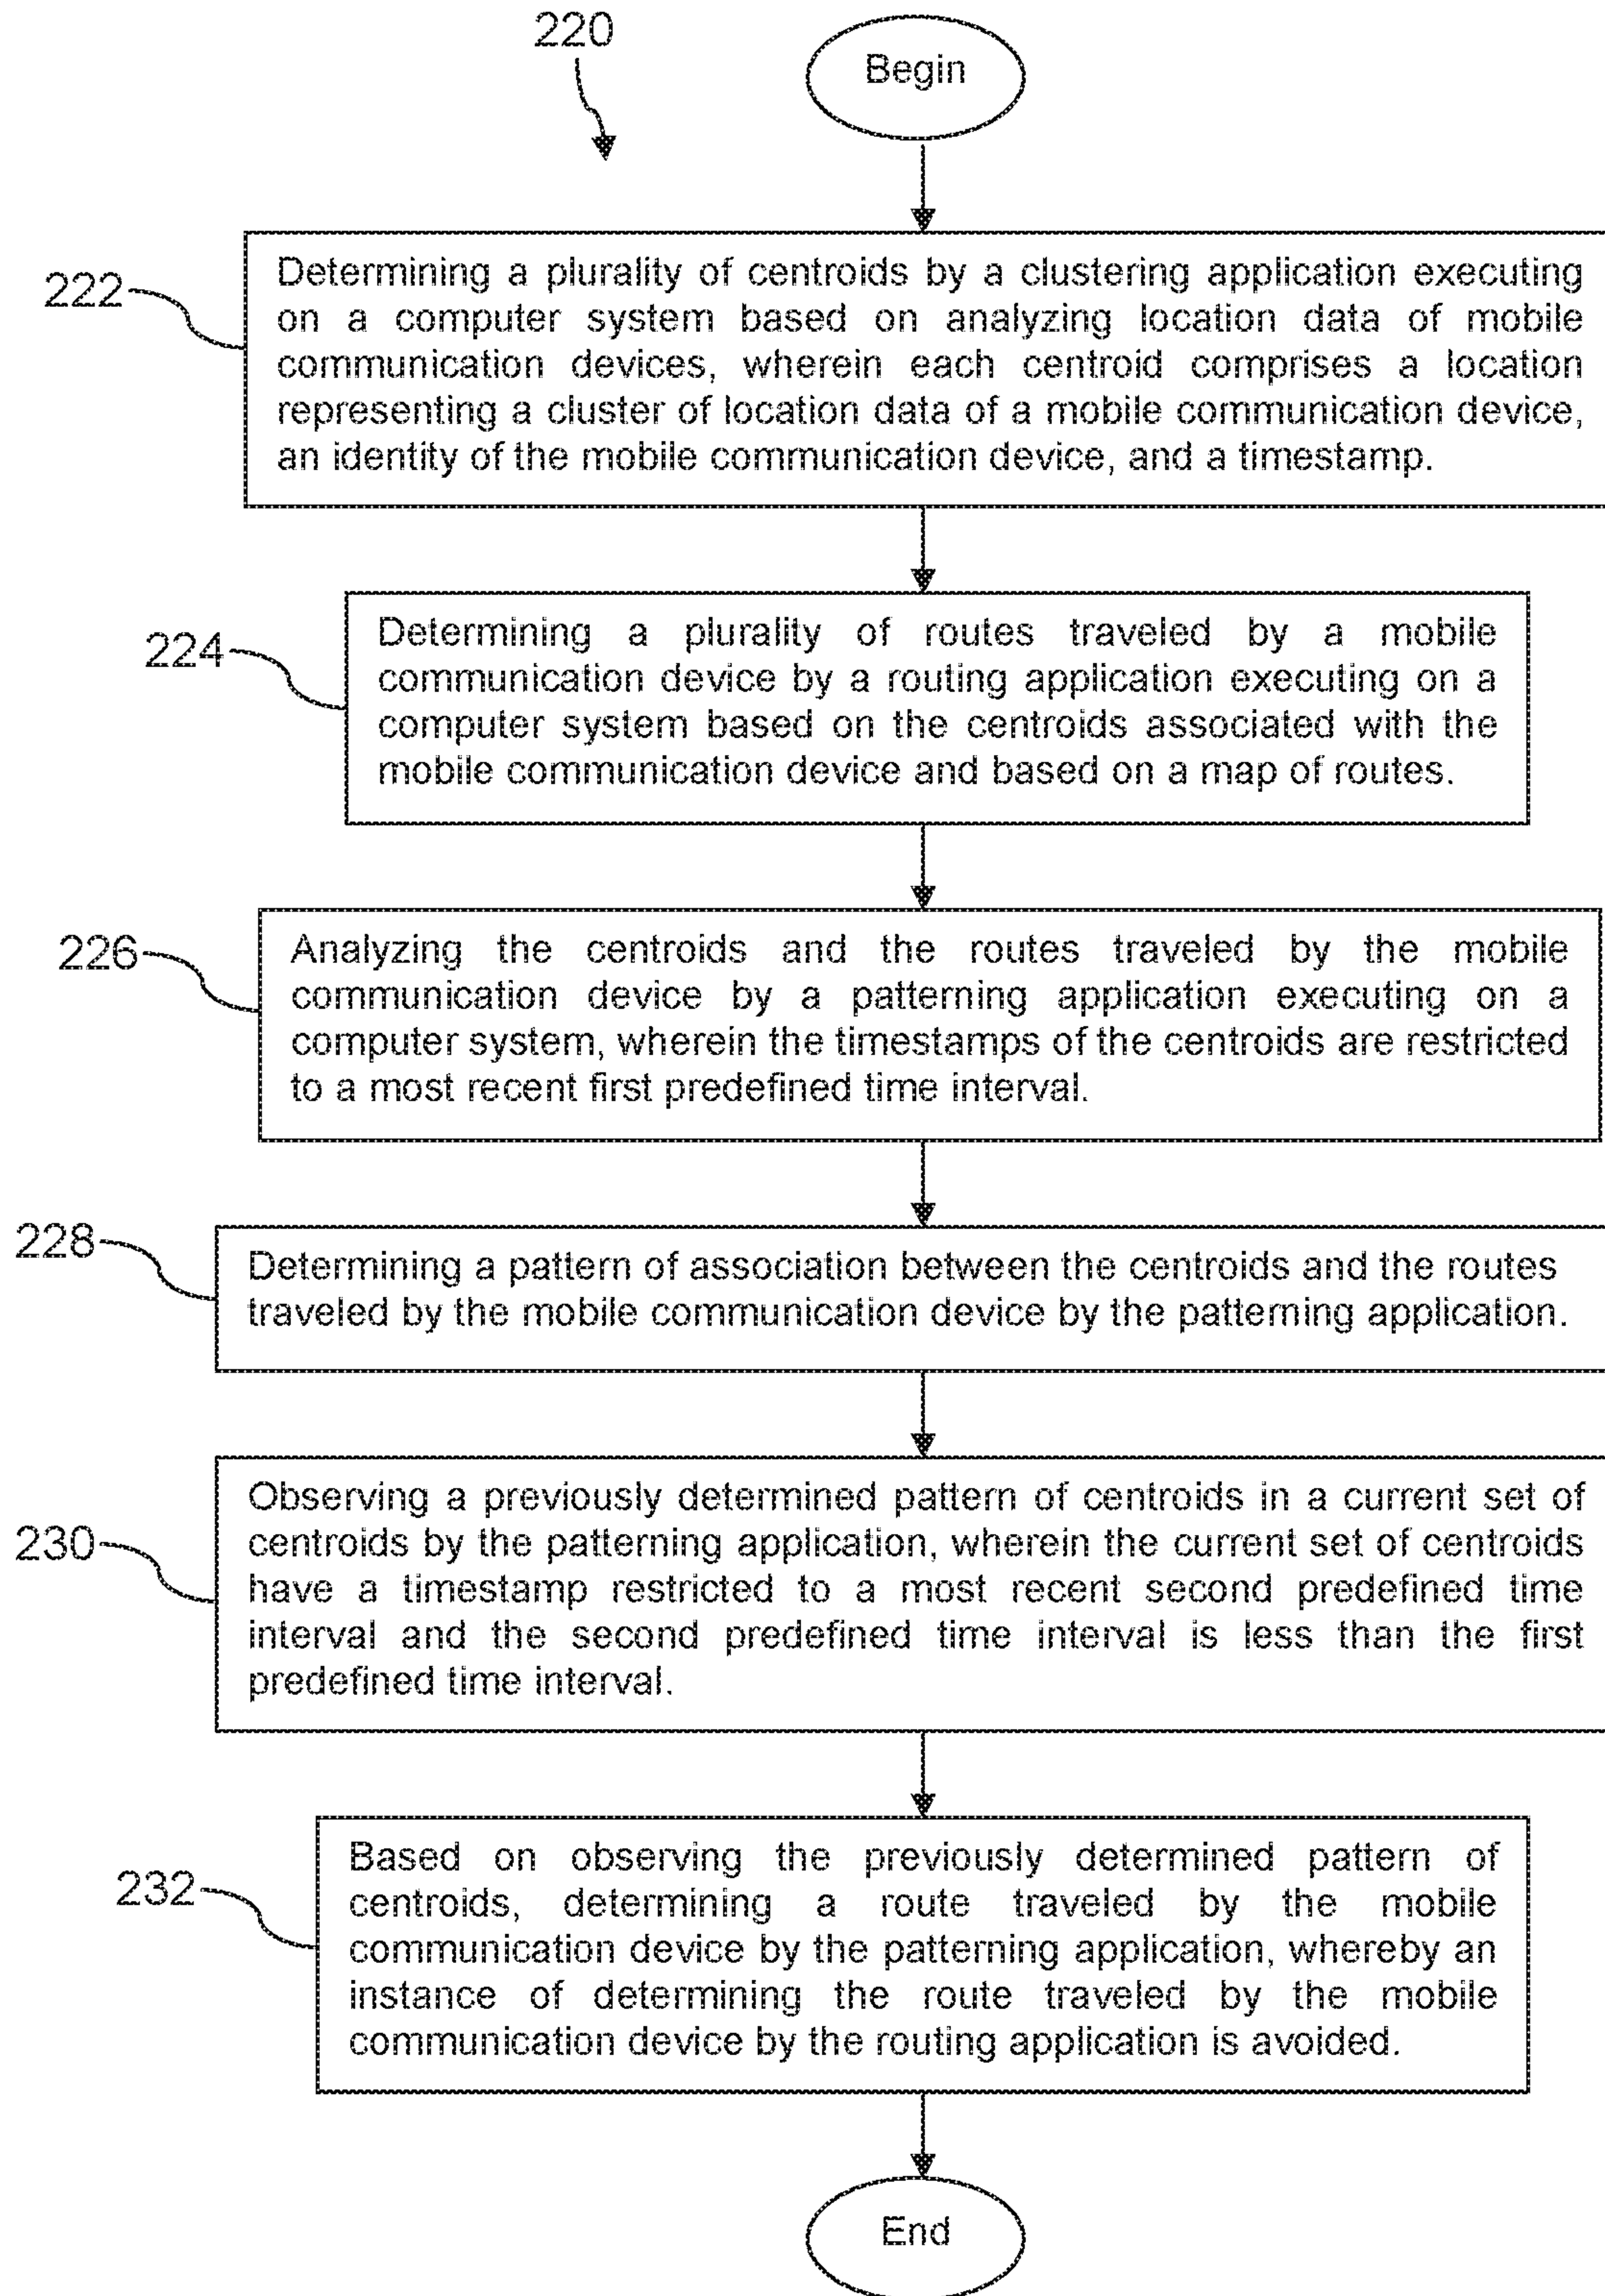 220
Begin
222
Determining a plurality of centroids by a clustering application executing
on a computer system based on analyzing location data of mobile
communication devices, wherein each centroid comprises a location
representing a cluster of location data of a mobile communication device,
an identity of the mobile communication device, and a timestamp.
224
Determining a plurality of routes traveled by a mobile
communication device by a routing application executing on a
computer system based on the centroids associated with the
mobile communication device and based on a map of routes.
226
Analyzing the centroids and the routes traveled by the mobile
communication device by a patterning application executing on a
computer system, wherein the timestamps of the centroids are restricted
to a most recent first predefined time interval.
228
Determining a pattern of association between the centroids and the routes
traveled by the mobile communication device by the patterning application.
230
Observing a previously determined pattern of centroids in a current set of
centroids by the patterning application, wherein the current set of centroids
have a timestamp restricted to a most recent second predefined time
interval and the second predefined time interval is less than the first
predefined time interval.
232
Based on observing the previously determined pattern of
centroids, determining a route traveled by the mobile
communication device by the patterning application, whereby an
instance of determining the route traveled by the mobile
communication device by the routing application is avoided.
End